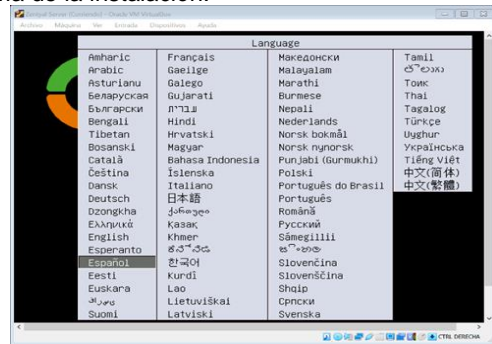 na de la instalación.
Zentyal Server (Corriendo) - Oracle VM VirtualBox
Archivo Máquina Ver Entrada Dispositivos Ayuda
Language
Amharic
Arabic
Asturianu
Беларуская
Български
Bengali
Tibetan
Bosanski
Català
Čeština
Dansk
Deutsch
Dzongkha
Ελληνικά
English
Esperanto
Español
Eesti
Euskara
Suomi
Français
Gaeilge
Galego
Gujarati
עברית
Hindi
Hrvatski
Magyar
Bahasa Indonesia
Íslenska
Italiano
日本語
ქართული
Қазақ
Khmer
ಕನ್ನಡ
한국어
Kurdî
Lao
Lietuviškai
Latviski
Македонски
Malayalam
Marathi
Burmese
Nepali
Nederlands
Norsk bokmål
Norsk nynorsk
Punjabi (Gurmukhi)
Polski
Português do Brasil
Português
Română
Русский
Sámegillii
Slovenčina
Slovenščina
Shqip
Српски
Svenska
Tamil
తెలుగు
Тоик
Thai
Tagalog
Türkçe
Uyghur
Українська
Tiếng Việt
中文(简体)
中文(繁體)
CTRL DERECHA